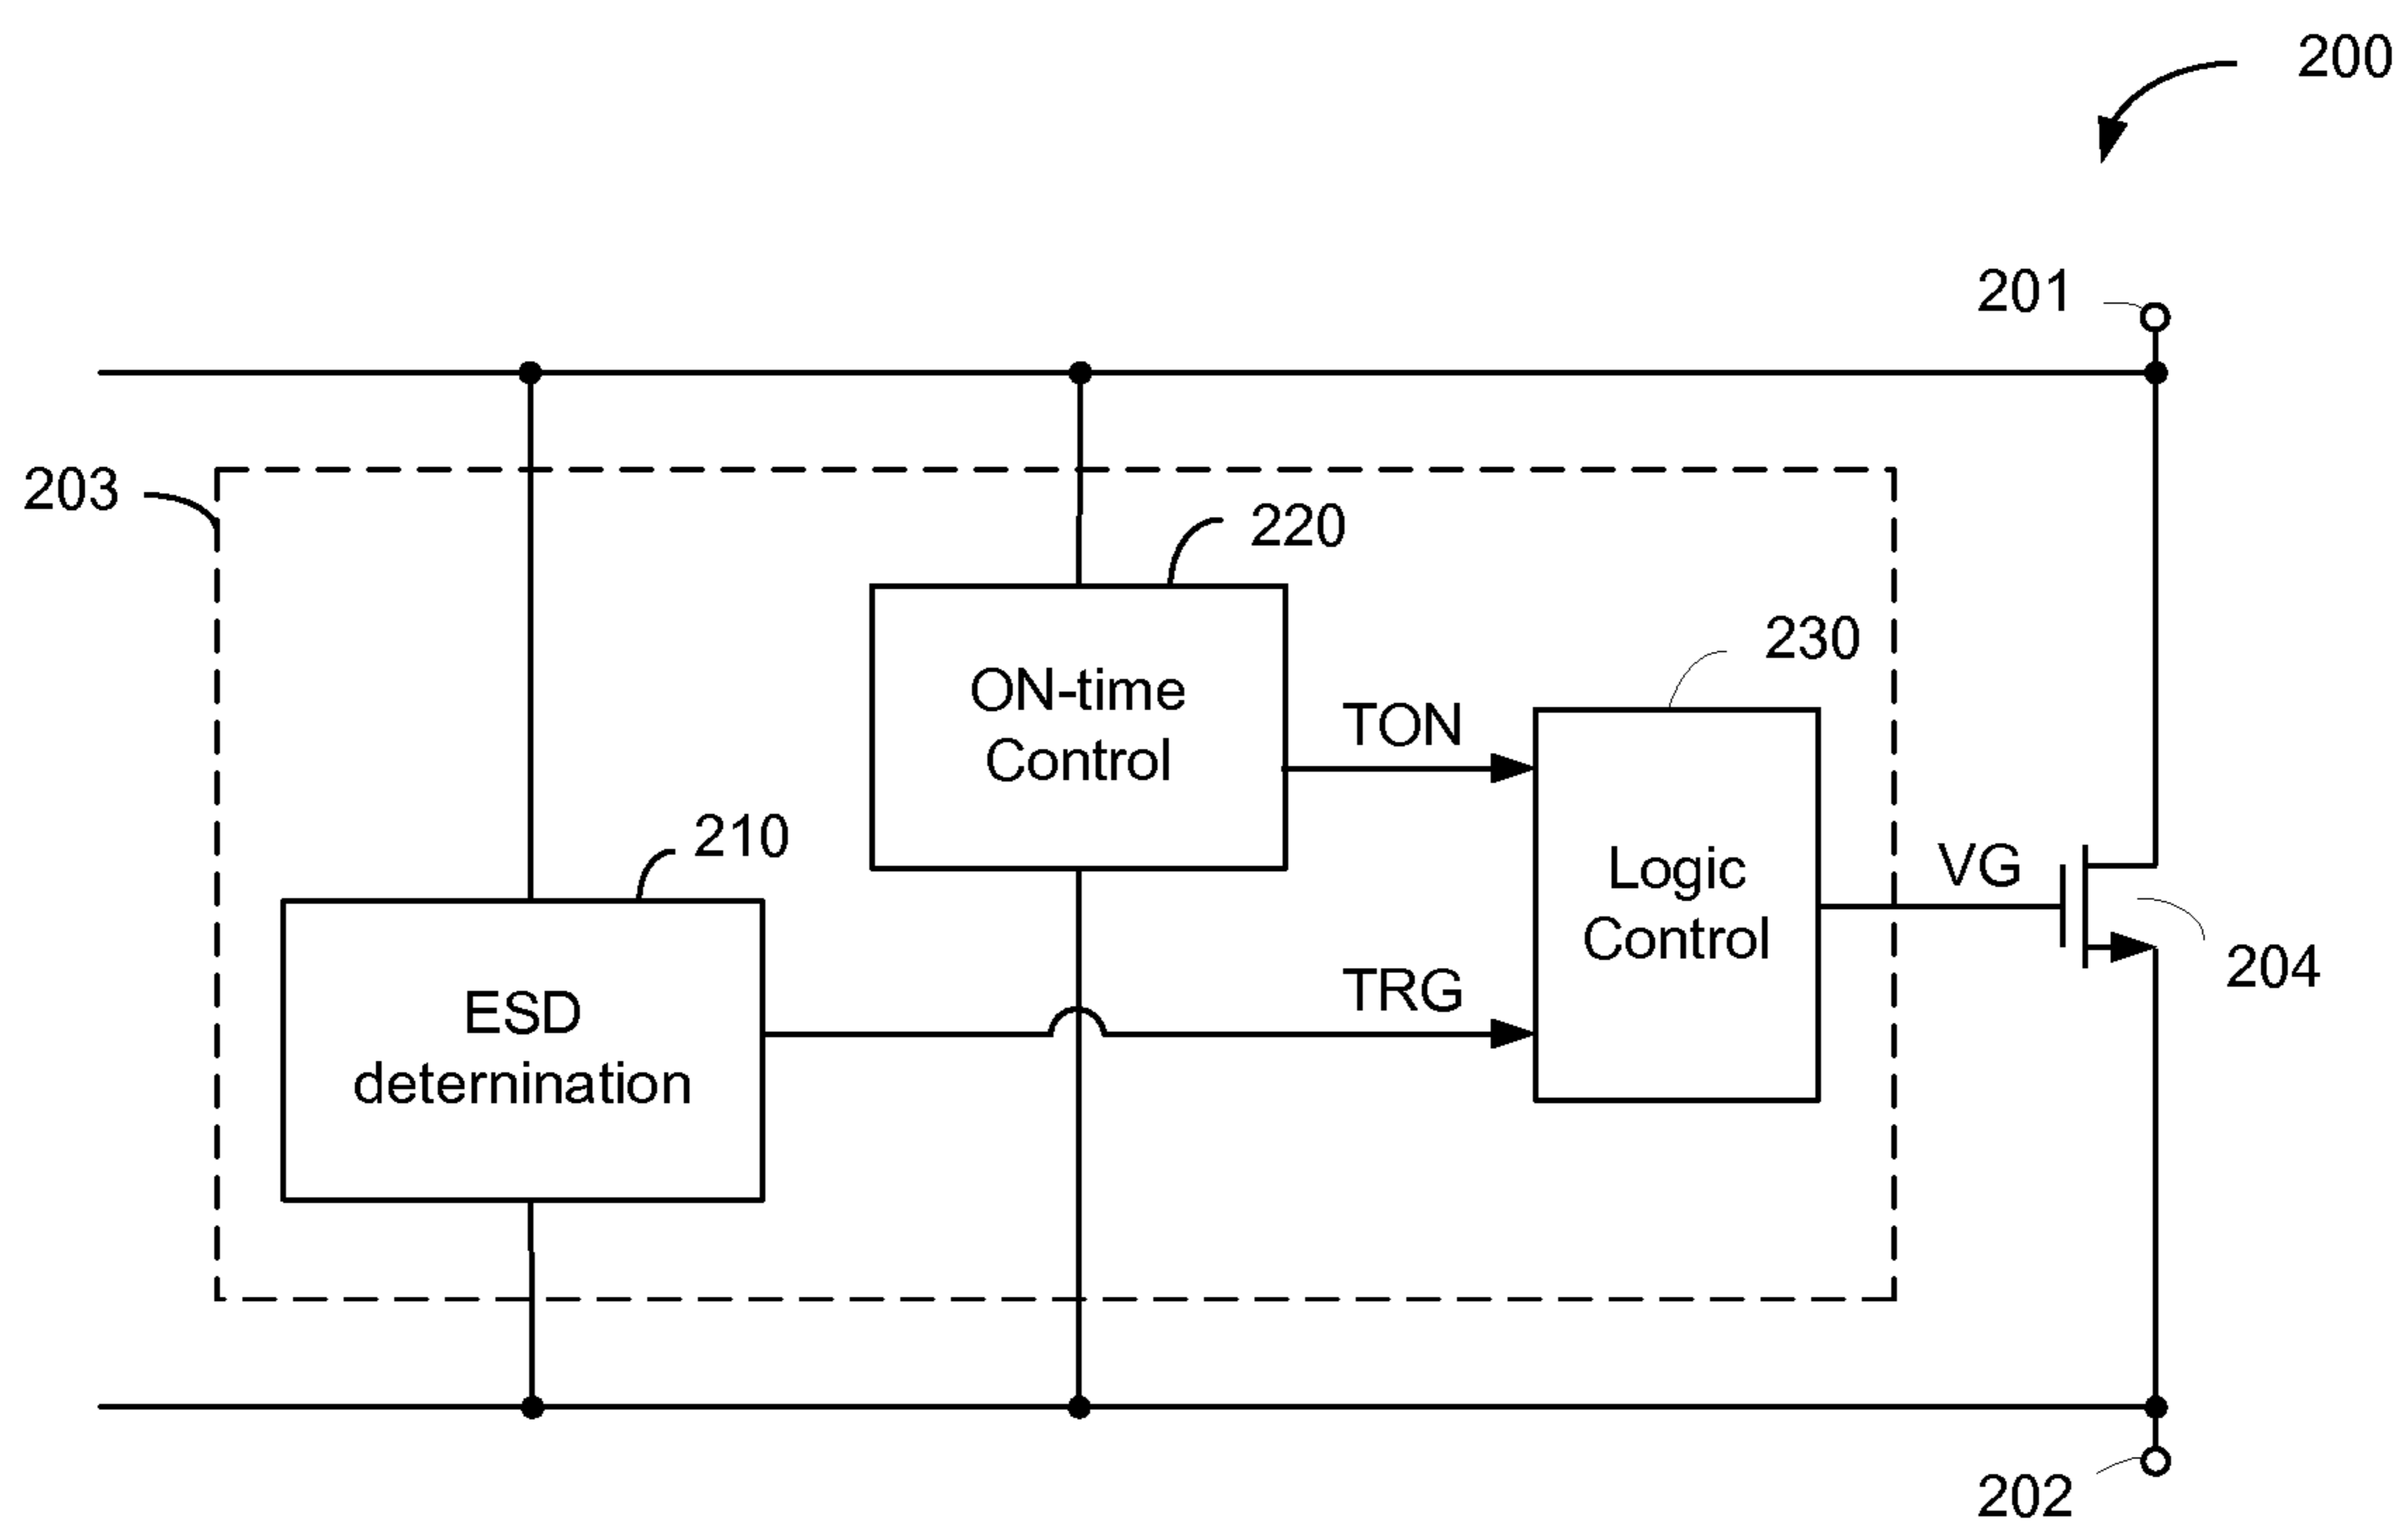 200
201
203
220
ON-time
Control
230
TON
210
Logic
Control
VG
204
ESD
deternination
TRG
202